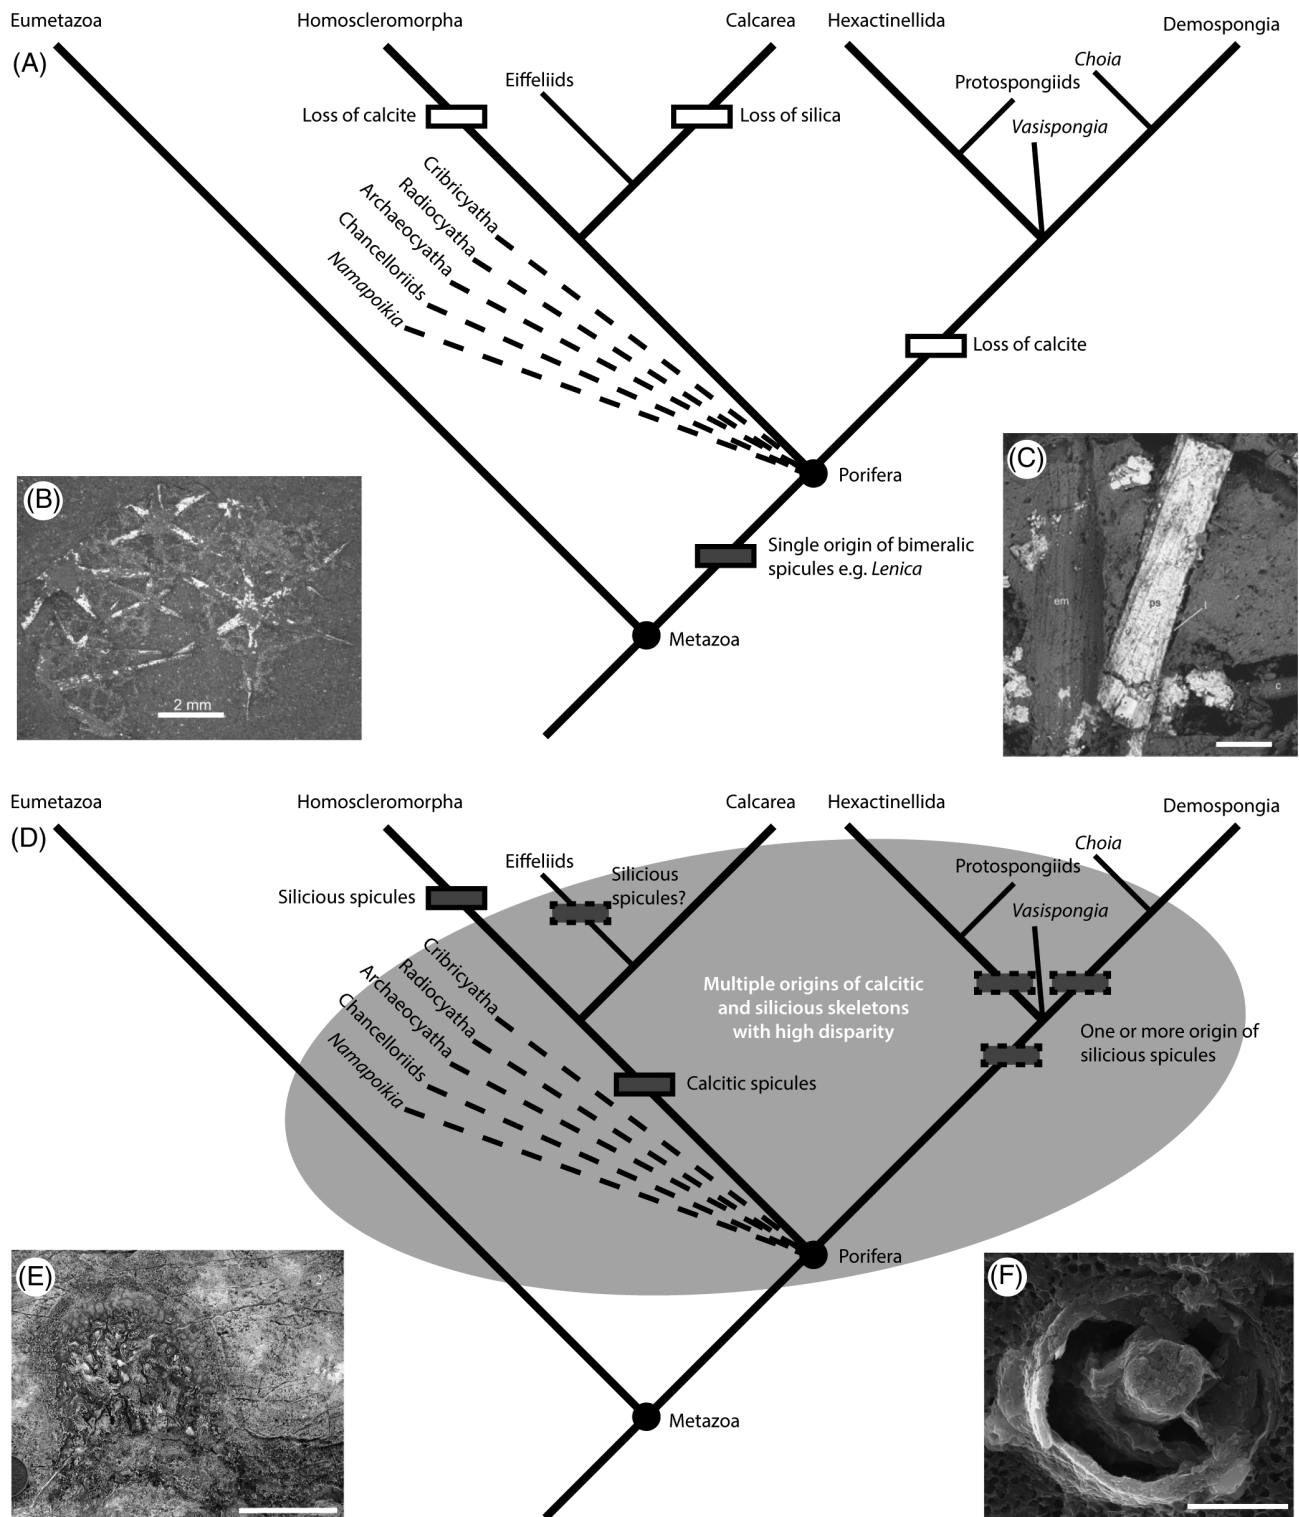 Eumetazoa
Homoscleromorpha
Calcarea
Hexactinellida
Demospongia
(A)
Choia
Eiffeliids
Protospongiids
Loss of calcite
Loss of silica
Vasispongia
Cribricyatha
Radiocyatha
Archaeocyatha
Chancelloriids
Namapoikia
Loss of calcite
(B)
2 mm
(C)
em
ps
l
c
Porifera
Single origin of bimeralic
spicules e.g. Lenica
Metazoa
Eumetazoa
Homoscleromorpha
Calcarea
Hexactinellida
Demospongia
(D)
Choia
Eiffeliids
Silicious
spicules?
Protospongiids
Silicious spicules
Vasispongia
Cribricyatha
Radiocyatha
Archaeocyatha
Chancelloriids
Namapoikia
Multiple origins of calcitic
and silicious skeletons
with high disparity
One or more origin of
silicious spicules
Calcitic spicules
Porifera
(E)
(F)
Metazoa